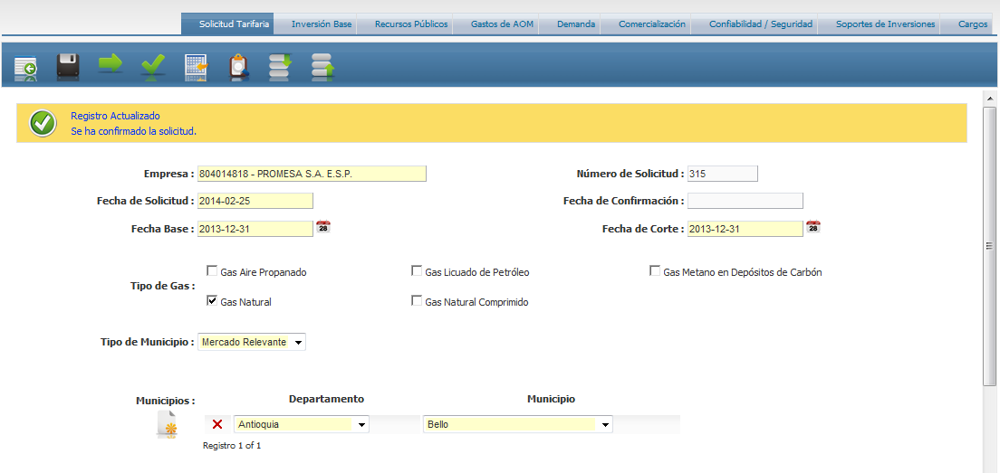 Solicitud Tarifaria Inversión Base Recursos Públicos Gastos de AOM Demanda Comercialización Confiabilidad / Seguridad Soportes de Inversiones Cargos
Registro Actualizado
Se ha confirmado la solicitud.
Empresa : 804014818 - PROMESA S.A. E.S.P. Número de Solicitud : 315
Fecha de Solicitud : 2014-02-25 Fecha de Confirmación :
Fecha Base : 2013-12-31 28 Fecha de Corte : 2013-12-31 28
Gas Aire Propanado Gas Licuado de Petróleo Gas Metano en Depósitos de Carbón
Tipo de Gas :
Gas Natural Gas Natural Comprimido
Tipo de Municipio : Mercado Relevante
Municipios : Departamento Municipio
Antioquia Bello
Registro 1 of 1